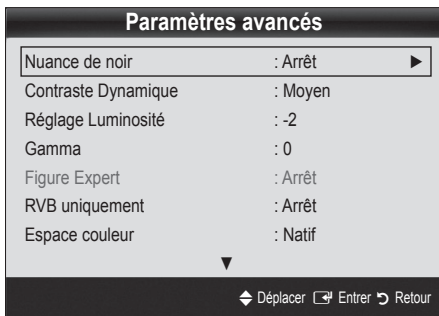 Paramètres avancés
Nuance de noir : Arrêt ►
Contraste Dynamique : Moyen
Réglage Luminosité : -2
Gamma : 0
Figure Expert : Arrêt
RVB uniquement : Arrêt
Espace couleur : Natif
▼
Déplacer Entrer Retour